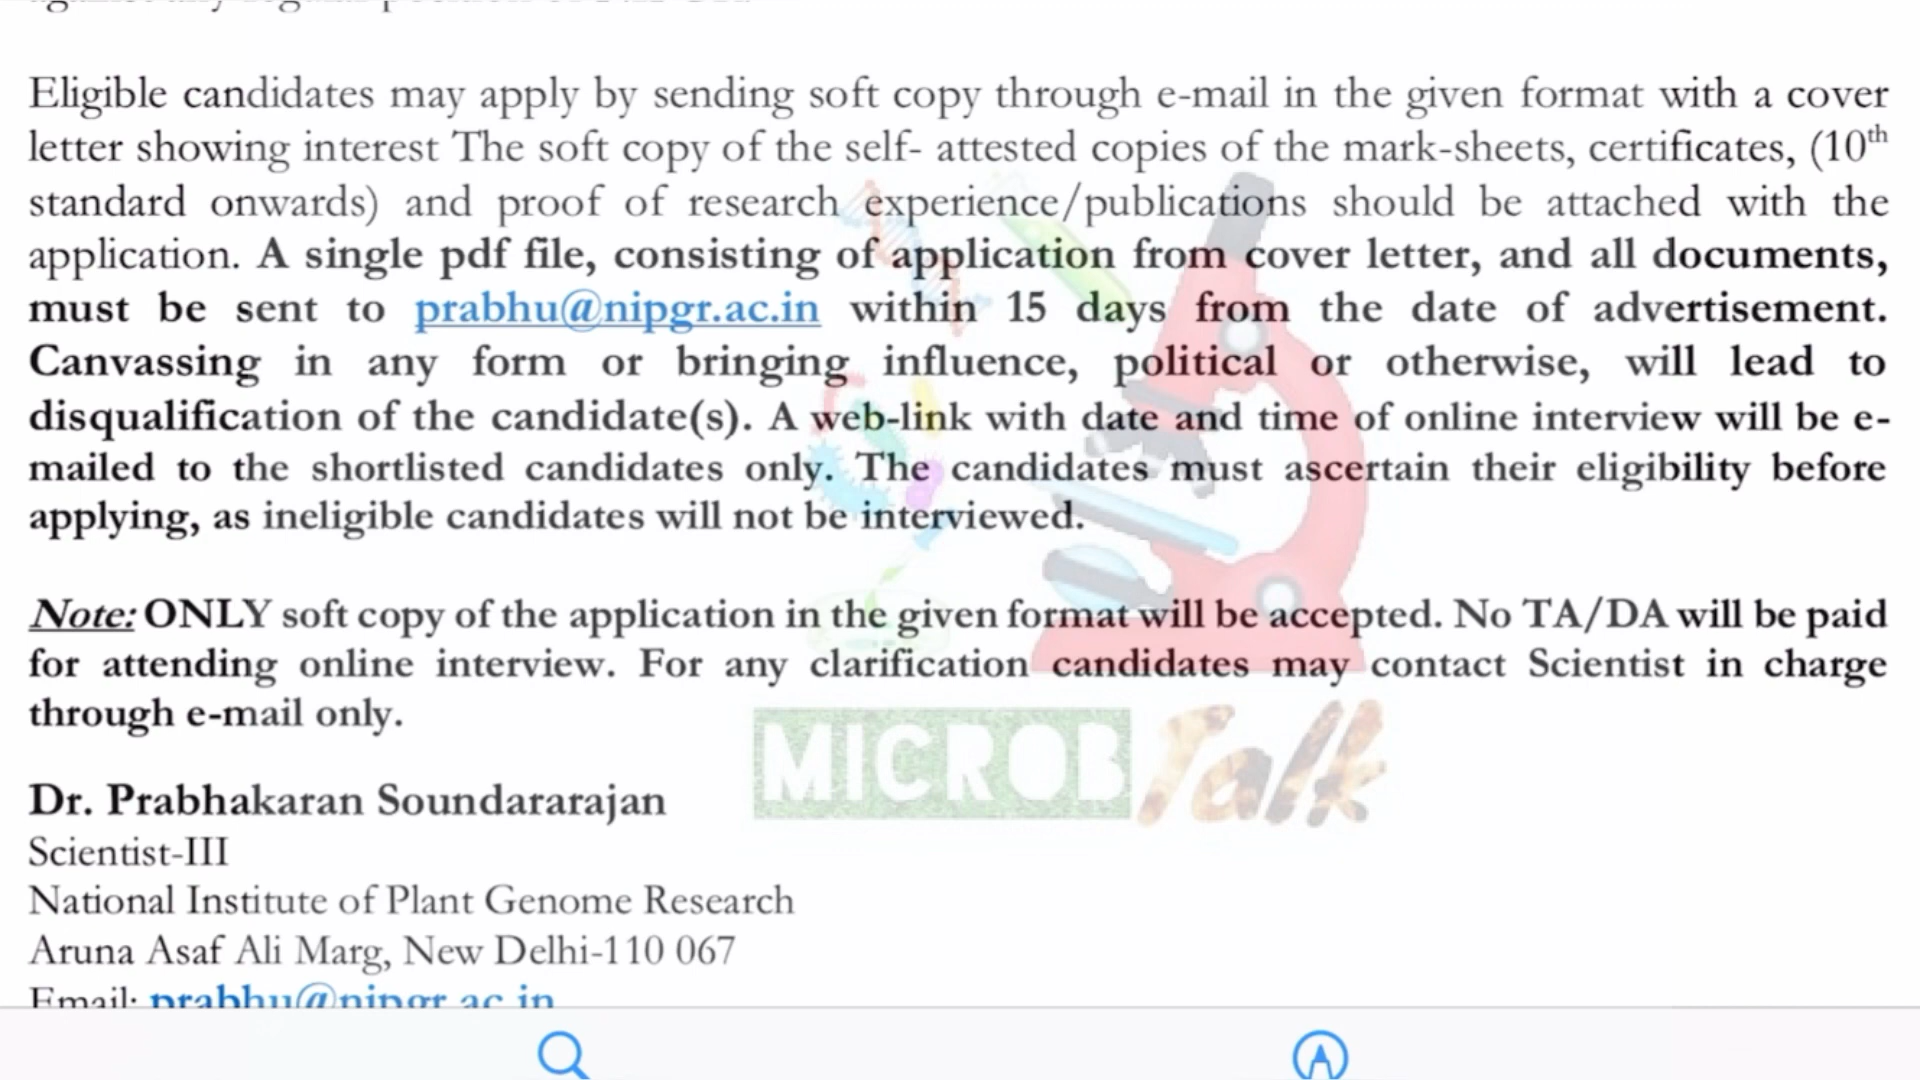 Eligible candidates may apply by sending soft copy through e-mail in the given format with a cover
letter showing interest The soft copy of the self- attested copies of the mark-sheets, certificates, (10th
standard onwards) and proof of research experience/publications should be attached with the
application. A single pdf file, consisting of application from cover letter, and all documents,
must be sent to prabhu@nipgr.ac.in within 15 days from the date of advertisement.
Canvassing in any form or bringing influence, political or otherwise, will lead to
disqualification of the candidate(s). A web-link with date and time of online interview will be e-
mailed to the shortlisted candidates only. The candidates must ascertain their eligibility before
applying, as ineligible candidates will not be interviewed.
Note: ONLY soft copy of the application in the given format will be accepted. No TA/DA will be paid
for attending online interview. For any clarification candidates may contact Scientist in charge
through e-mail only.
MICROB Talk
Dr. Prabhakaran Soundararajan
Scientist-III
National Institute of Plant Genome Research
Aruna Asaf Ali Marg, New Delhi-110 067
Email: prabhu@nipgr.ac.in